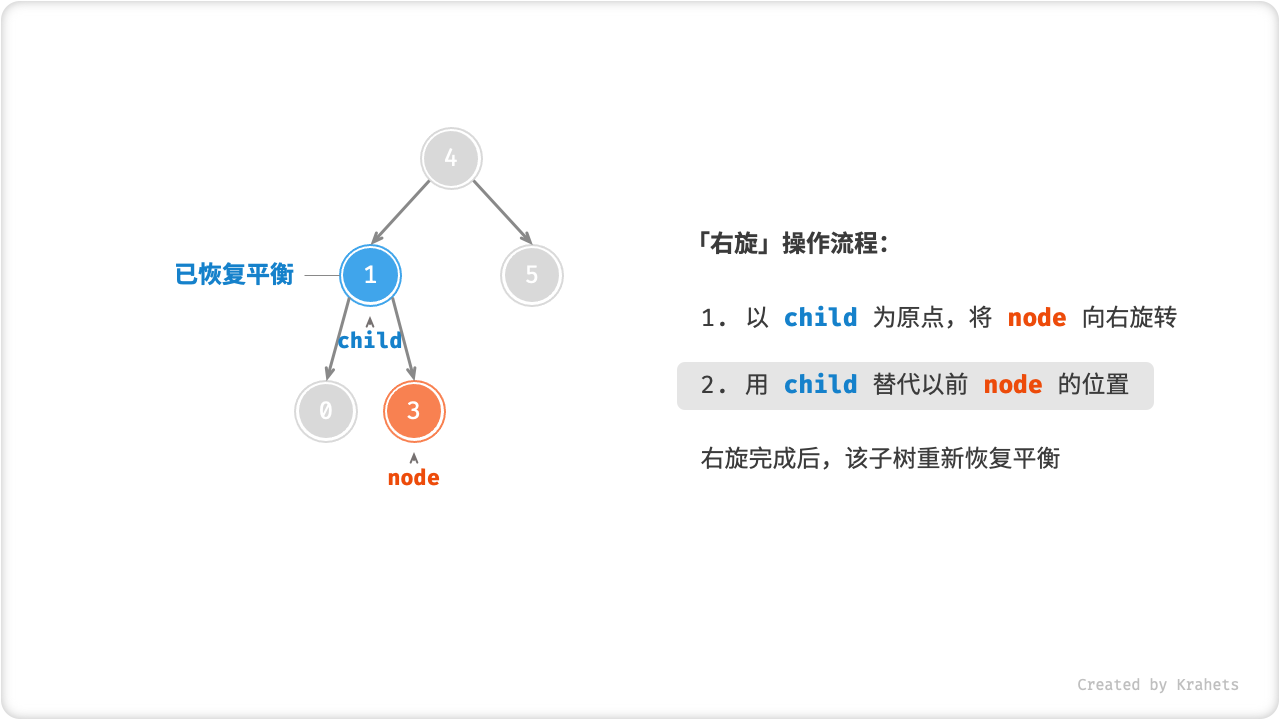 4
已恢复平衡
1
5
child
0
3
node
「右旋」操作流程：
1. 以 child 为原点，将 node 向右旋转
2. 用 child 替代以前 node 的位置
右旋完成后，该子树重新恢复平衡
Created by Krahets